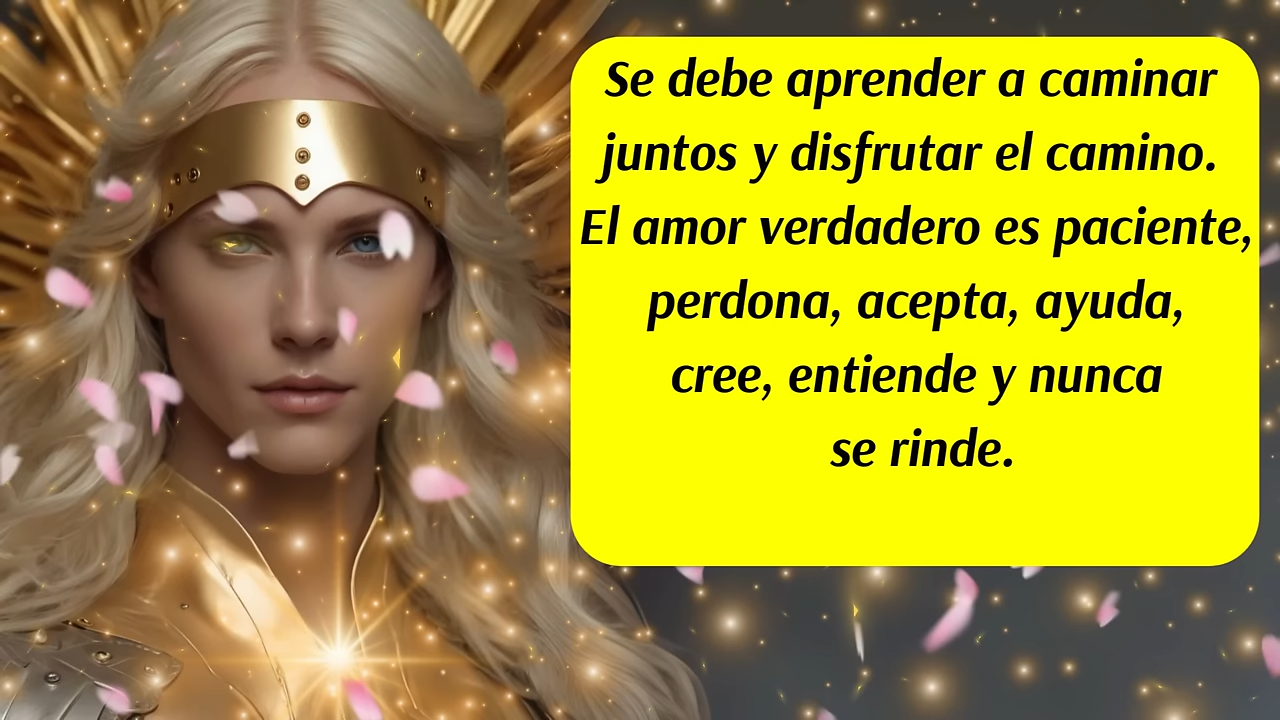 Se debe aprender a caminar
juntos y disfrutar el camino.
El amor verdadero es paciente,
perdona, acepta, ayuda,
cree, entiende y nunca
se rinde.